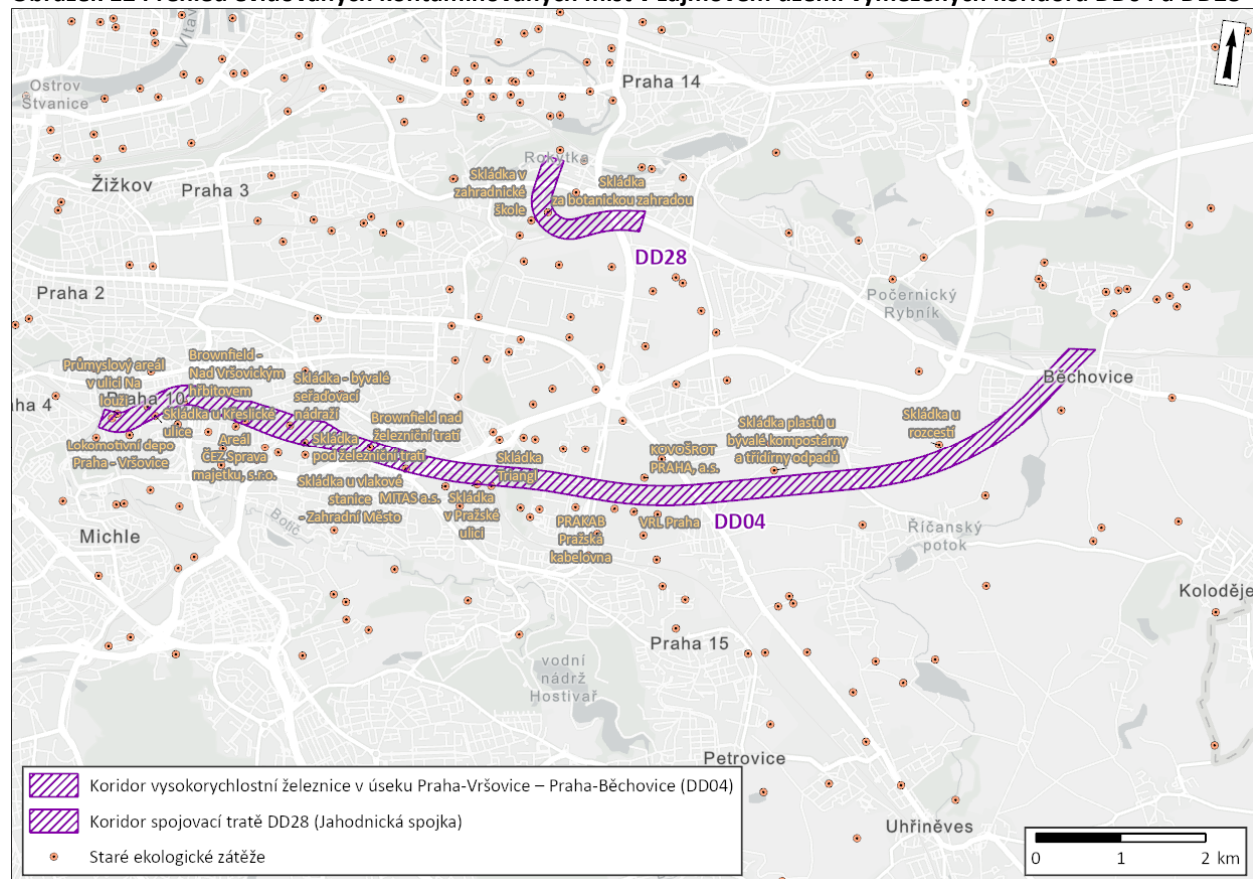 Praha 14
Ostrov
Štvanice
Rokytka
Žižkov
Praha 3
Skládka v
zahradnické
škole
Skládka
za botanickou zahradou
DD28
Praha 2
Počernický
Rybník
Průmyslový areál
v ulici Na
louži
Brownfield -
Nad Vršovickým
hřbitovem
Skládka - bývalé
seřaďovací
nádraží
Běchovice
Praha 10
Skládka u Křeslické
ulice
Brownfield nad
železniční tratí
Skládka plastů u
bývalé kompostárny
a třídírny odpadů
Skládka u
rozcestí
Lokomotivní depo
Praha - Vršovice
Areál
ČEZ Správa
majetku, s.r.o.
Skládka
pod železniční tratí
Skládka
Triangl
KOVOŠROT
PRAHA, a.s.
Skládka u vlakové
stanice
- Zahradní Město
MITAS a.s.
Skládka
v Pražské
ulici
PRAKAB
Pražská
kabelovna
VRL Praha
DD04
Michle
Botič
Říčanský
potok
Koloděje
Praha 15
vodní
nádrž
Hostivař
Petrovice
Uhříněves
Koridor vysokorychlostní železnice v úseku Praha-Vršovice – Praha-Běchovice (DD04)
Koridor spojovací tratě DD28 (Jahodnická spojka)
Staré ekologické zátěže
0 1 2 km